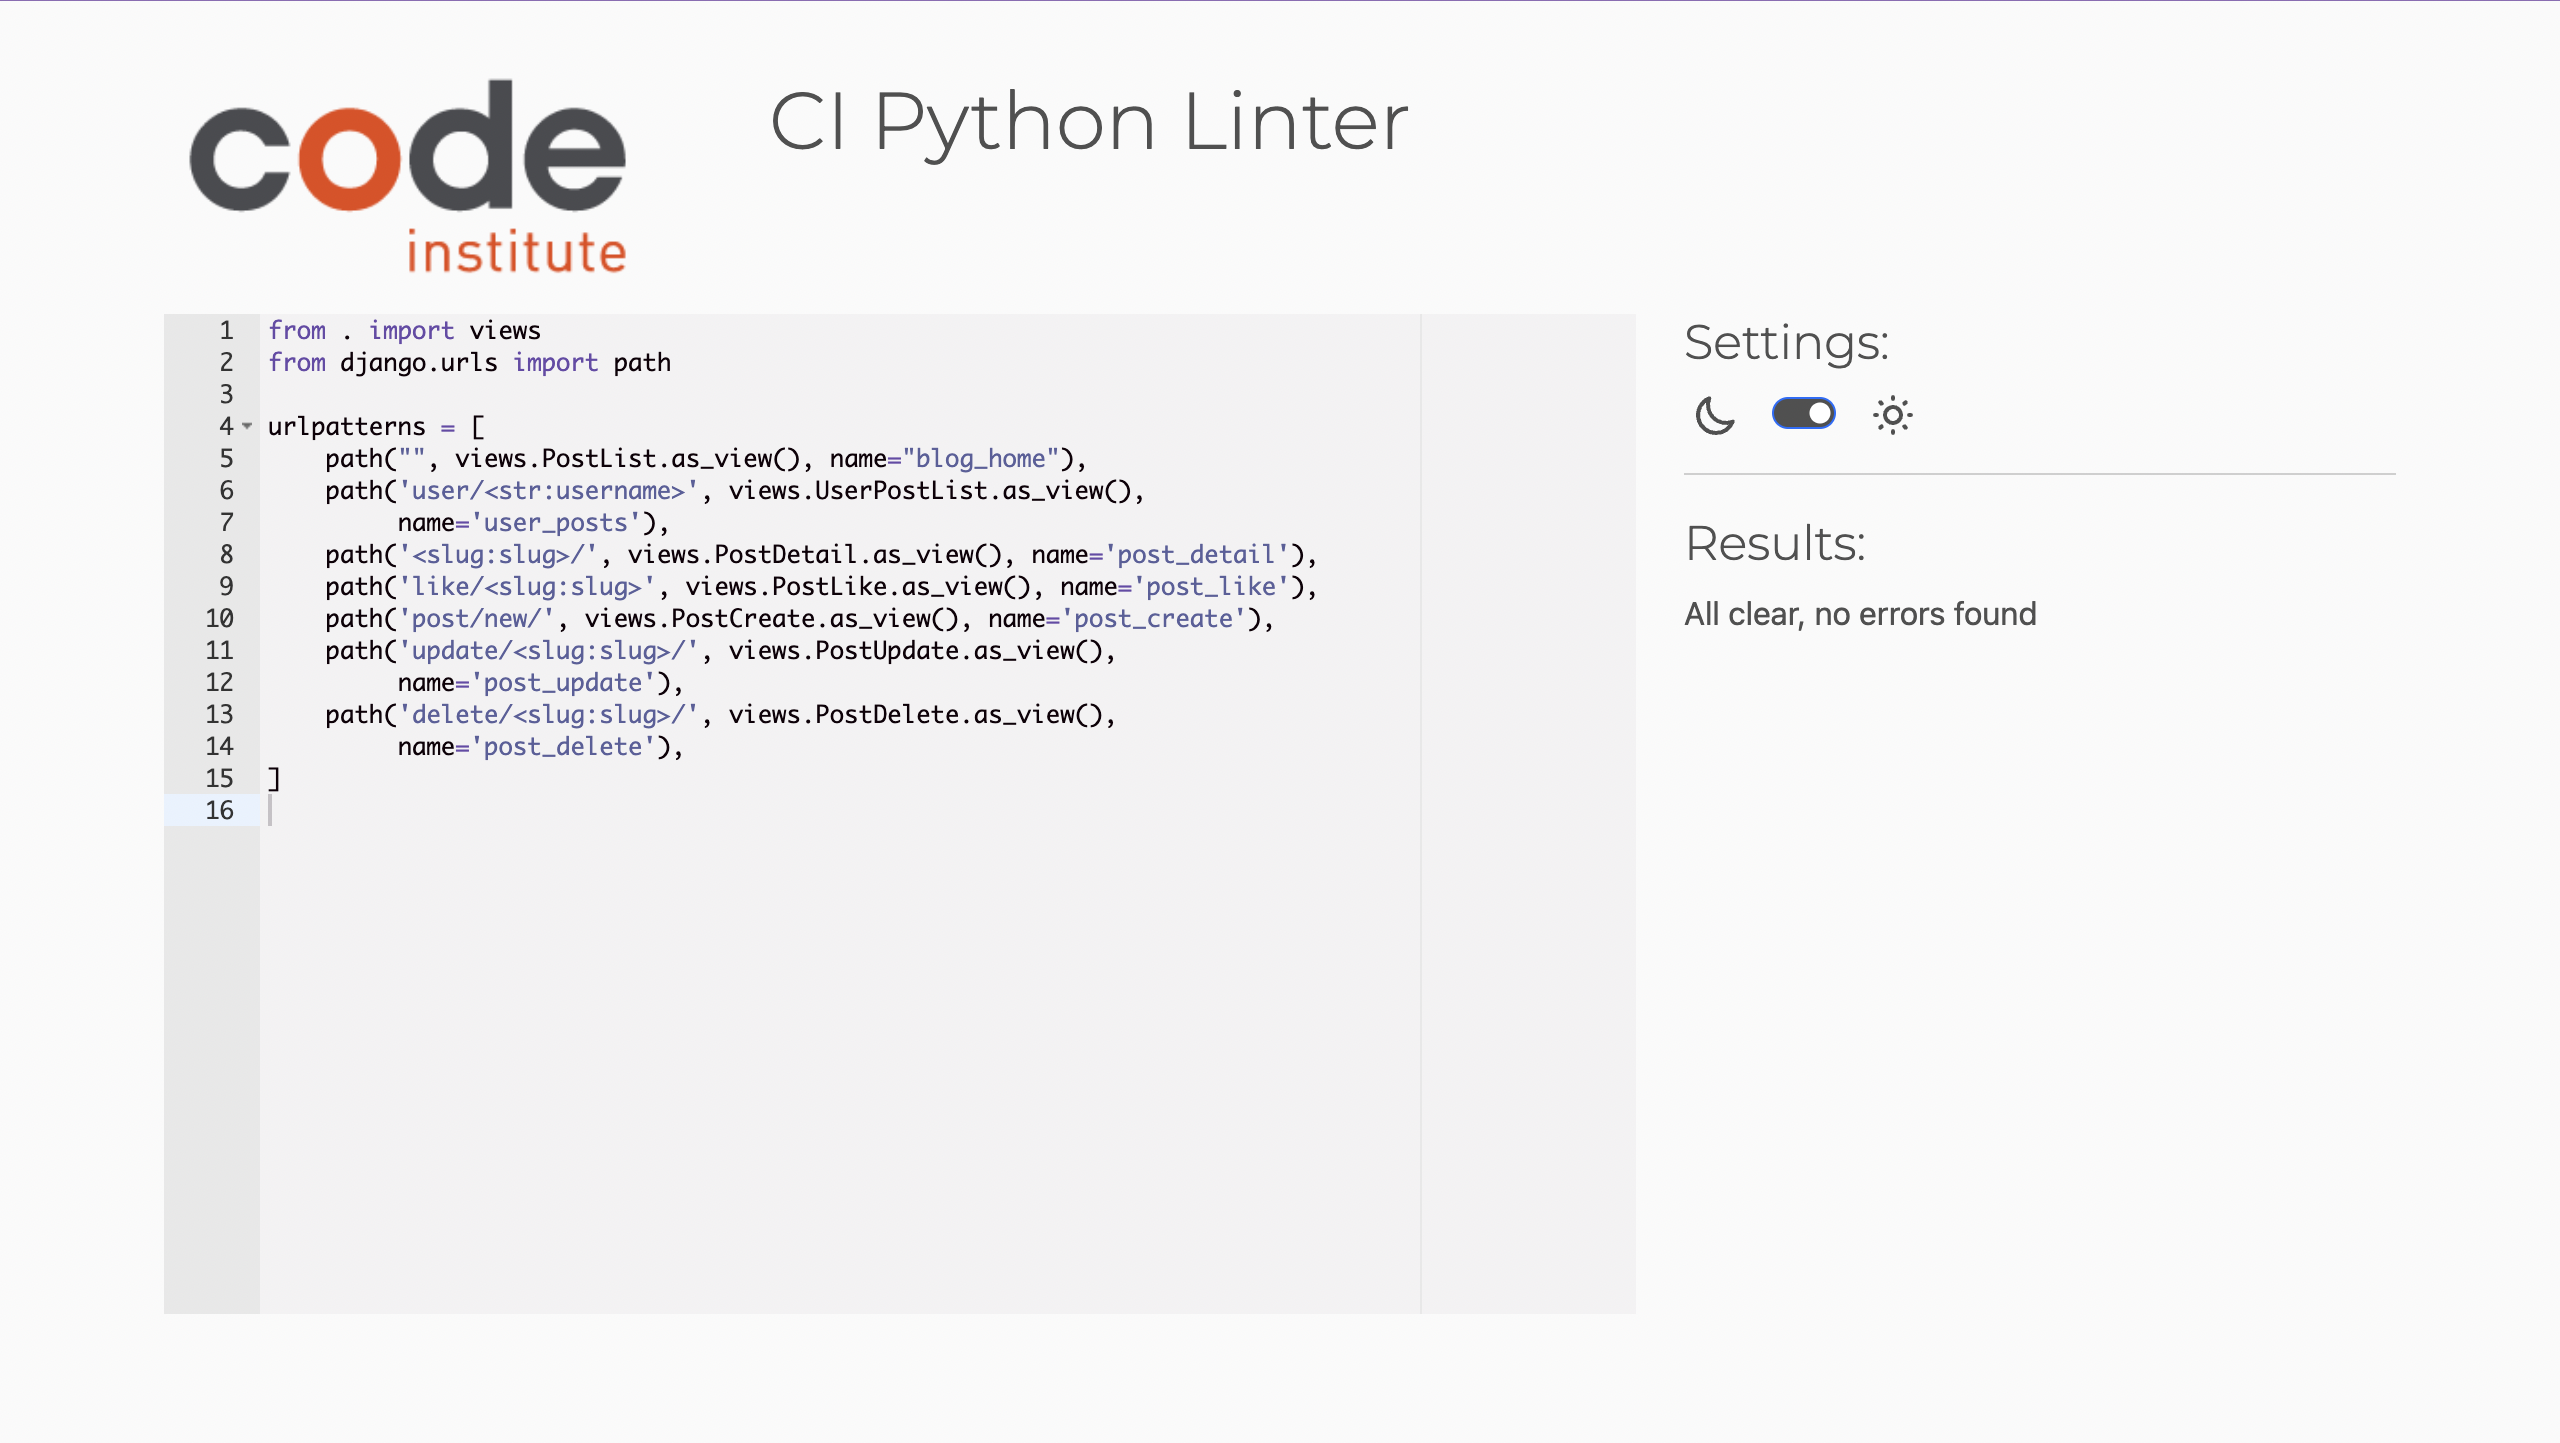 code
institute
CI Python Linter
1 from . import views
2 from django.urls import path
3
4 urlpatterns = [
5     path("", views.PostList.as_view(), name="blog_home"),
6     path('user/<str:username>', views.UserPostList.as_view(),
7          name='user_posts'),
8     path('<slug:slug>/', views.PostDetail.as_view(), name='post_detail'),
9     path('like/<slug:slug>', views.PostLike.as_view(), name='post_like'),
10     path('post/new/', views.PostCreate.as_view(), name='post_create'),
11     path('update/<slug:slug>/', views.PostUpdate.as_view(),
12          name='post_update'),
13     path('delete/<slug:slug>/', views.PostDelete.as_view(),
14          name='post_delete'),
15 ]
16
Settings:
Results:
All clear, no errors found